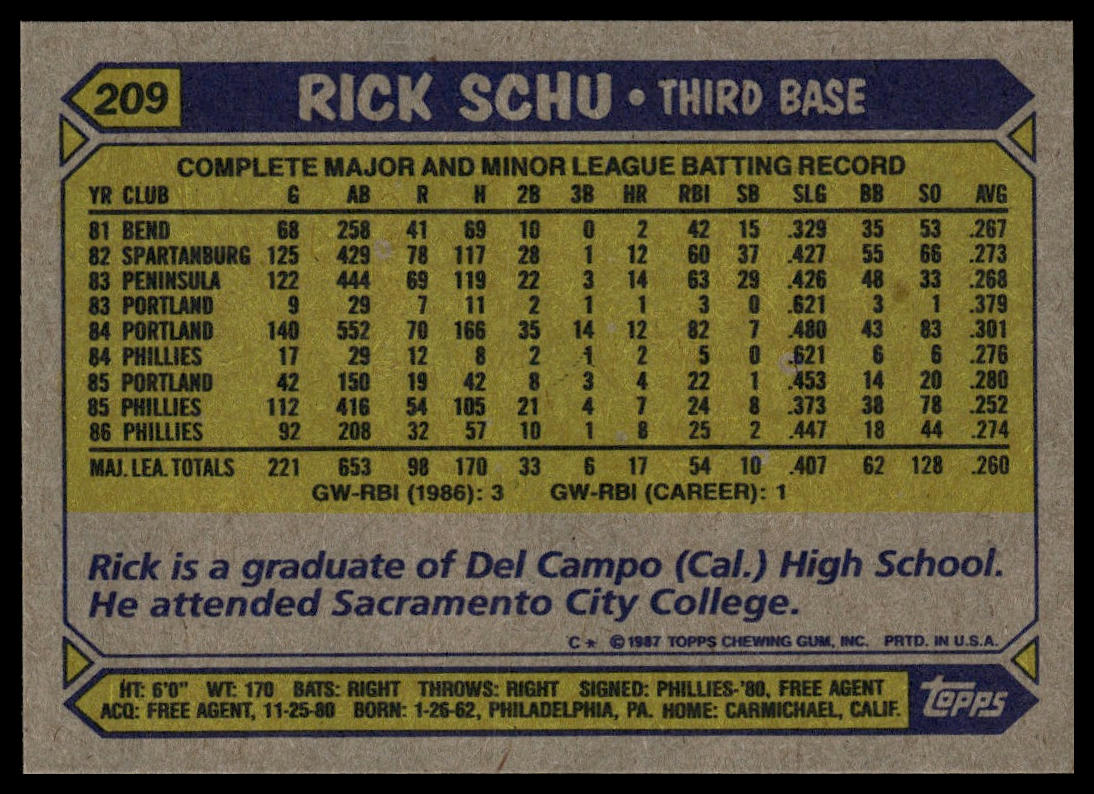 209 RICK SCHU • THIRD BASE
COMPLETE MAJOR AND MINOR LEAGUE BATTING RECORD
YR CLUB G AB R H 2B 3B HR RBI SB SLG BB SO AVG
81 BEND 68 258 41 69 10 0 2 42 15 .329 35 53 .267
82 SPARTANBURG 125 429 78 117 28 1 12 60 37 .427 55 66 .273
83 PENINSULA 122 444 69 119 22 3 14 63 29 .426 48 33 .268
83 PORTLAND 9 29 7 11 2 1 1 3 0 .621 3 1 .379
84 PORTLAND 140 552 70 166 35 14 12 82 7 .480 43 83 .301
84 PHILLIES 17 29 12 8 2 1 2 5 0 .621 6 6 .276
85 PORTLAND 42 150 19 42 8 3 4 22 1 .453 14 20 .280
85 PHILLIES 112 416 54 105 21 4 7 24 8 .373 38 78 .252
86 PHILLIES 92 208 32 57 10 1 8 25 2 .447 18 44 .274
MAJ. LEA. TOTALS 221 653 98 170 33 6 17 54 10 .407 62 128 .260
GW-RBI (1986): 3 GW-RBI (CAREER): 1
Rick is a graduate of Del Campo (Cal.) High School.
He attended Sacramento City College.
C* ©1987 TOPPS CHEWING GUM, INC. PRTD. IN U.S.A.
HT: 6'0" WT: 170 BATS: RIGHT THROWS: RIGHT SIGNED: PHILLIES-'80, FREE AGENT
ACQ: FREE AGENT, 11-25-80 BORN: 1-26-62, PHILADELPHIA, PA. HOME: CARMICHAEL, CALIF.
topps